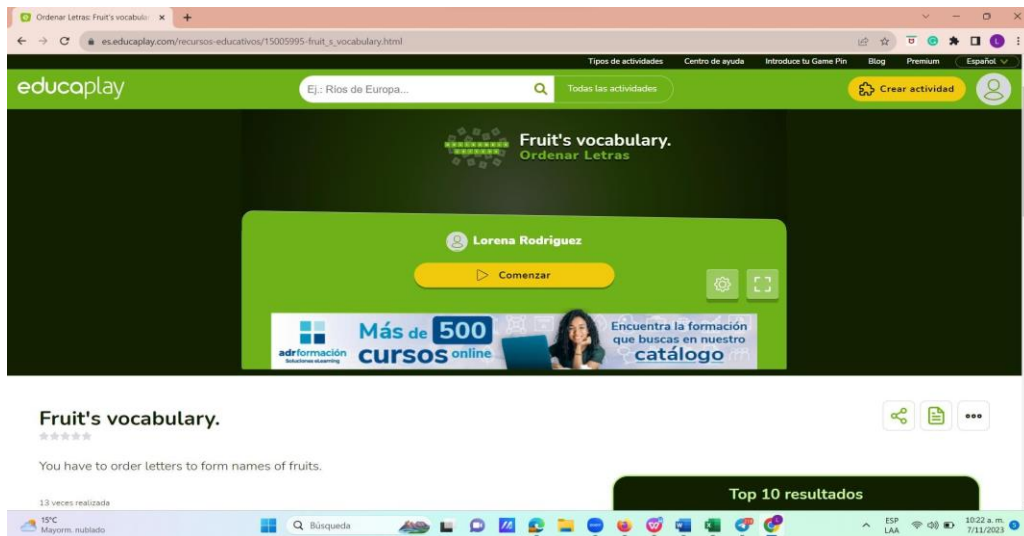 Ordenar Letras: Fruit's vocabula
es.educaplay.com/recursos-educativos/15005995-fruit_s_vocabulary.html
Tipos de actividades Centro de ayuda Introduce tu Game Pin Blog Premium Español
educaplay Ej.: Ríos de Europa... Todas las actividades Crear actividad
Fruit's vocabulary.
Ordenar Letras
Lorena Rodriguez
Comenzar
Más de 500 cursos online
adrformación
Soluciones eLearning
Encuentra la formación
que buscas en nuestro
catálogo
Fruit's vocabulary.
You have to order letters to form names of fruits.
13 veces realizada
Top 10 resultados
15°C
Mayorm. nublado
Búsqueda
ESP
LAA
10:22 a. m.
7/11/2023